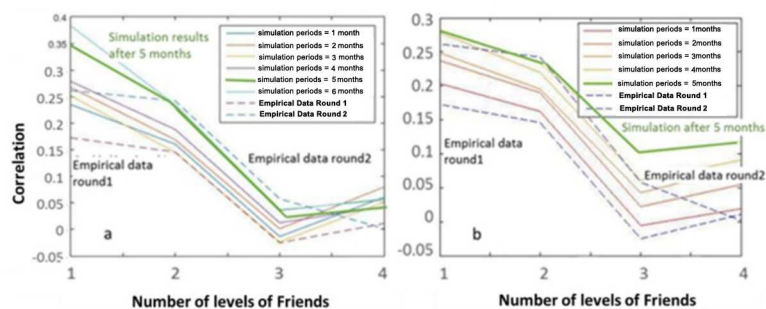 0.4
0.35
0.3
0.25
0.2
0.15
0.1
0.05
0
-0.05
Correlation
Simulation results
after 5 months
simulation periods = 1 month
simulation periods = 2 months
simulation periods = 3 months
simulation periods = 4 months
simulation periods = 5 months
simulation periods = 6 months
Empirical Data Round 1
Empirical Data Round 2
Empirical data
round1
Empirical data round2
a
1 2 3 4
Number of levels of Friends
0.3
0.25
0.2
0.15
0.1
0.05
0
-0.05
simulation periods = 1months
simulation periods = 2months
simulation periods = 3months
simulation periods = 4months
simulation periods = 5months
Empirical Data Round 1
Empirical Data Round 2
Simulation after 5 months
Empirical data
round1
Empirical data round2
b
1 2 3 4
Number of levels of Friends